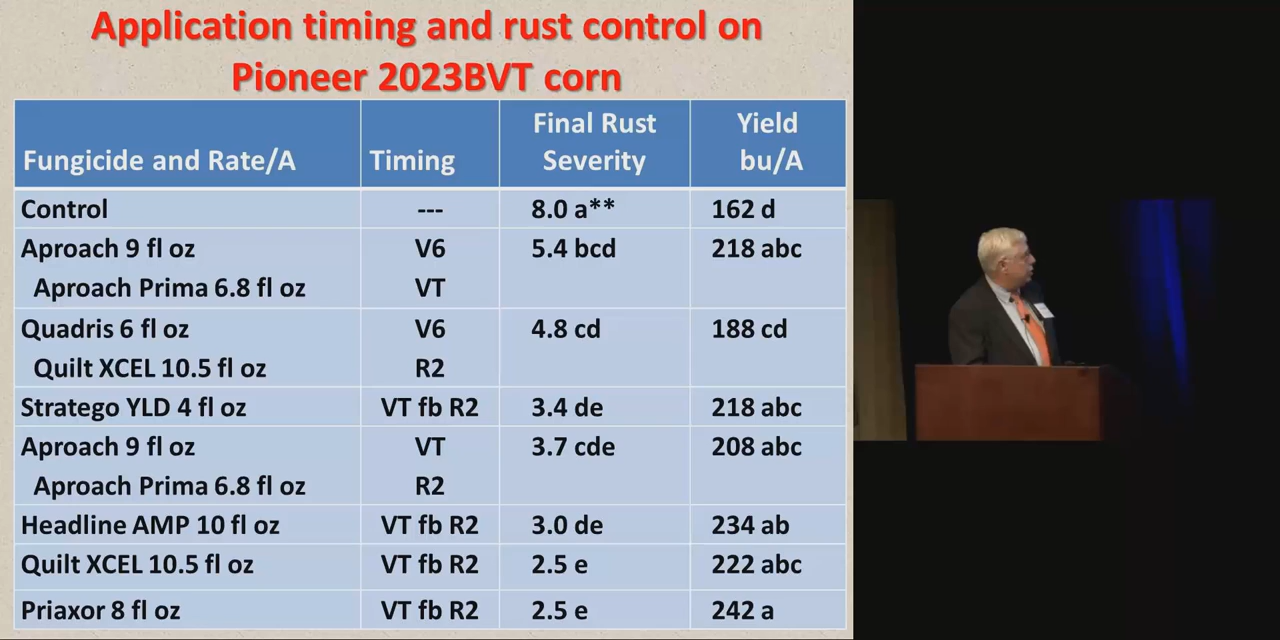 Application timing and rust control on
Pioneer 2023BVT corn
Fungicide and Rate/A Timing Final Rust Severity Yield bu/A
Control --- 8.0 a** 162 d
Aproach 9 fl oz V6 5.4 bcd 218 abc
Aproach Prima 6.8 fl oz VT
Quadris 6 fl oz V6 4.8 cd 188 cd
Quilt XCEL 10.5 fl oz R2
Stratego YLD 4 fl oz VT fb R2 3.4 de 218 abc
Aproach 9 fl oz VT 3.7 cde 208 abc
Aproach Prima 6.8 fl oz R2
Headline AMP 10 fl oz VT fb R2 3.0 de 234 ab
Quilt XCEL 10.5 fl oz VT fb R2 2.5 e 222 abc
Priaxor 8 fl oz VT fb R2 2.5 e 242 a